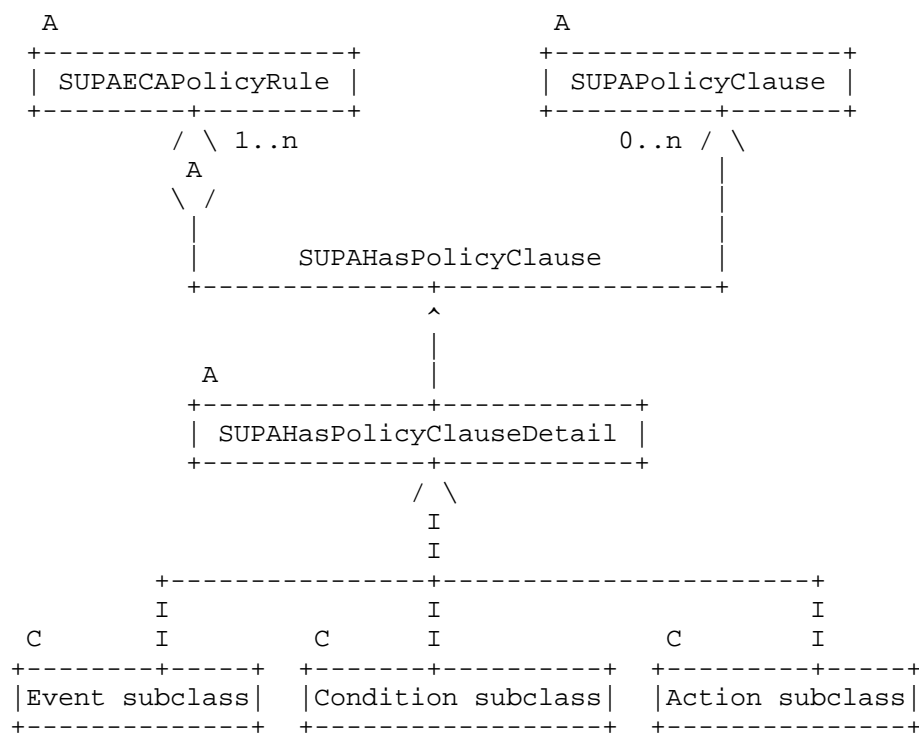 A A
SUPAECAPolicyRule SUPAPolicyClause
1..n 0..n
A
SUPAHasPolicyClause
A
SUPAHasPolicyClauseDetail
I
I
I I I
C I C I C I
Event subclass Condition subclass Action subclass